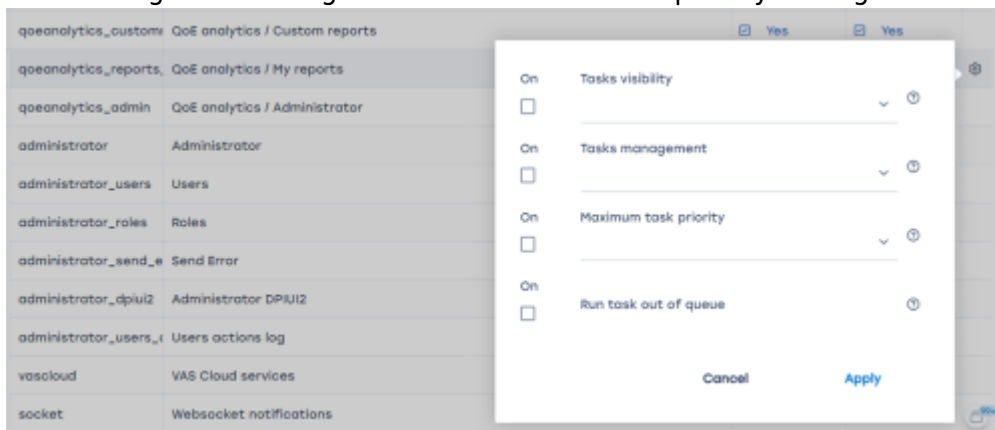 qoeanalytics_custom QoE analytics / Custom reports Yes Yes
qoeanalytics_reports, QoE analytics / My reports
qoeanalytics_admin QoE analytics / Administrator
administrator Administrator
administrator_users Users
administrator_roles Roles
administrator_send_e Send Error
administrator_dpiui2 Administrator DPIUI2
administrator_users_ Users actions log
vascloud VAS Cloud services
socket Websocket notifications
On Tasks visibility
On Tasks management
On Maximum task priority
On
Run task out of queue
Cancel Apply